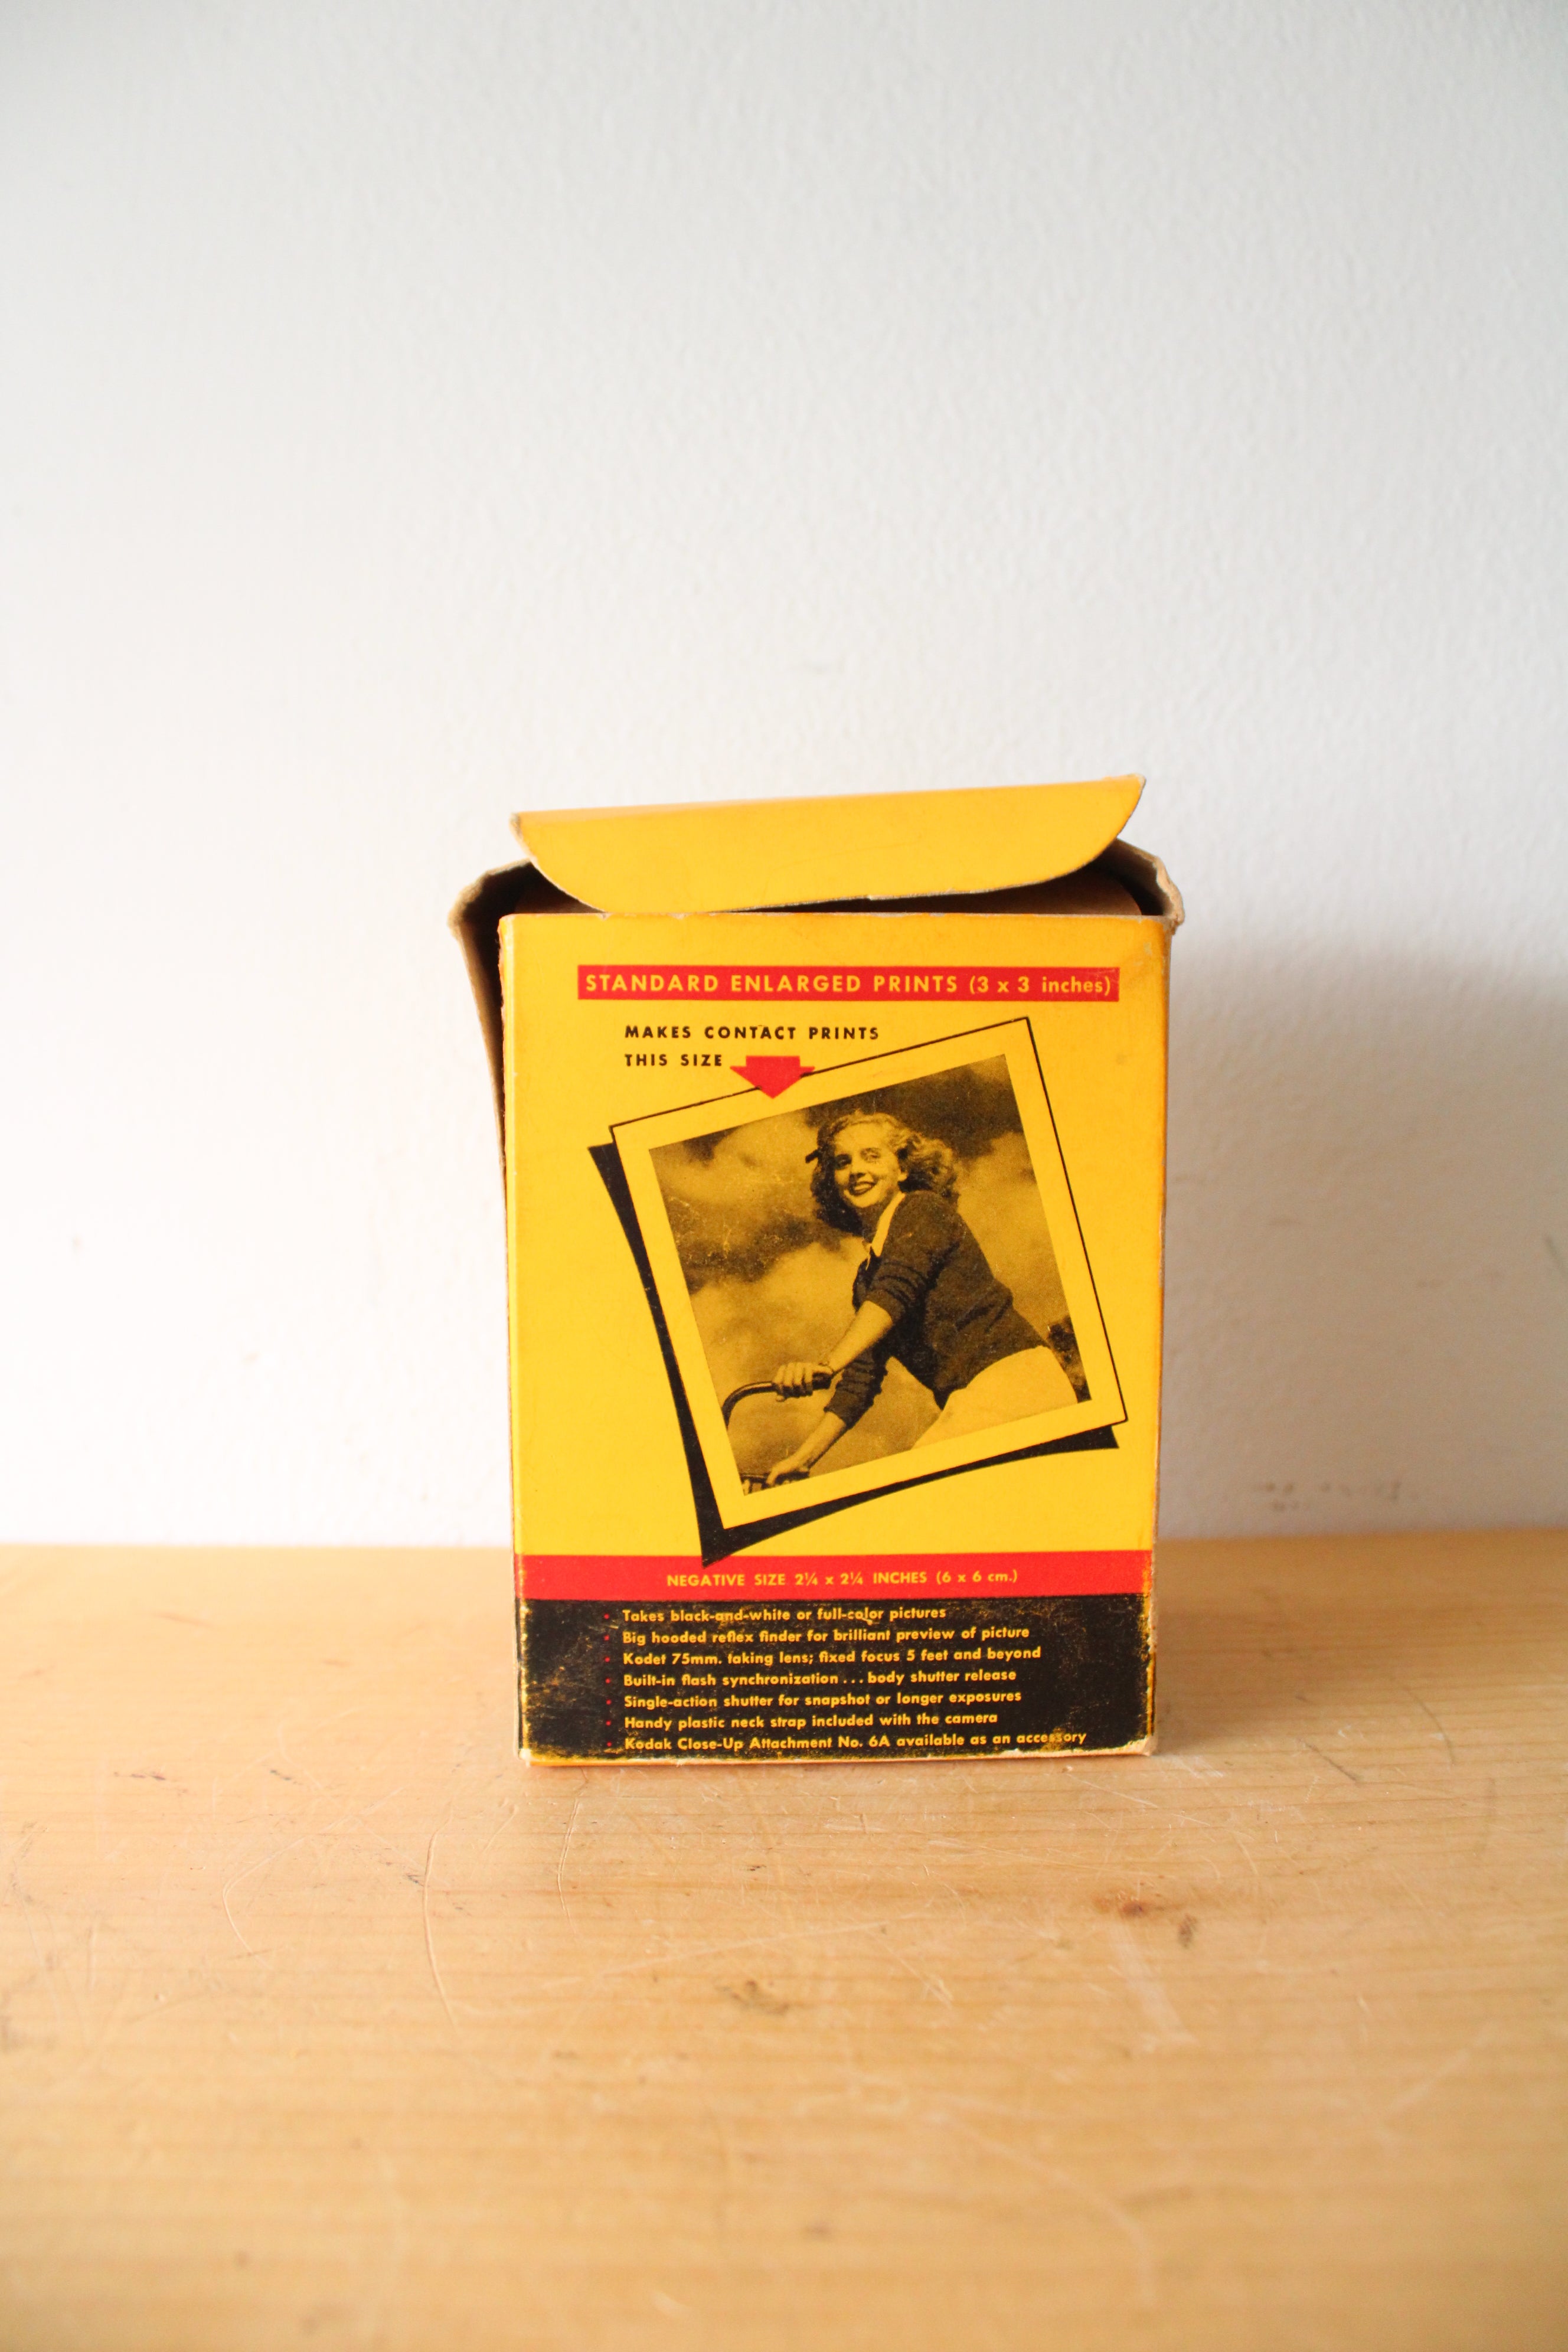 STANDARD ENLARGED PRINTS (3 x 3 inches)
MAKES CONTACT PRINTS
THIS SIZE
NEGATIVE SIZE 2¼ x 2¼ INCHES (6 x 6 cm.)
• Takes black-and-white or full-color pictures
• Big hooded reflex finder for brilliant preview of picture
• Kodet 75mm. taking lens; fixed focus 5 feet and beyond
• Built-in flash synchronization . . . body shutter release
• Single-action shutter for snapshot or longer exposures
• Handy plastic neck strap included with the camera
• Kodak Close-Up Attachment No. 6A available as an accessory